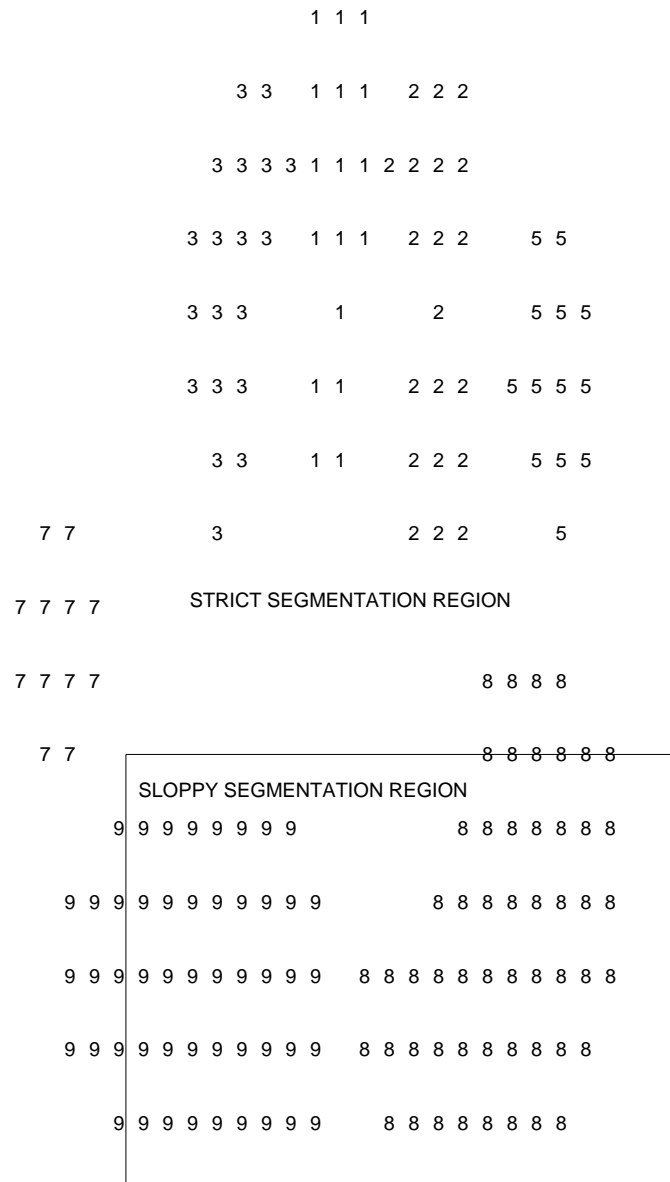 1 1 1
3 3 1 1 1 2 2 2
3 3 3 3 1 1 1 2 2 2 2
3 3 3 3 1 1 1 2 2 2 5 5
3 3 3 1 2 5 5 5
3 3 3 1 1 2 2 2 5 5 5 5
3 3 1 1 2 2 2 5 5 5
7 7 3 2 2 2 5
7 7 7 7 STRICT SEGMENTATION REGION
7 7 7 7 8 8 8 8
7 7 8 8 8 8 8 8
SLOPPY SEGMENTATION REGION
9 9 9 9 9 9 9 9 8 8 8 8 8 8 8
9 9 9 9 9 9 9 9 9 9 9 8 8 8 8 8 8 8 8
9 9 9 9 9 9 9 9 9 9 9 8 8 8 8 8 8 8 8 8 8 8
9 9 9 9 9 9 9 9 9 9 9 8 8 8 8 8 8 8 8 8 8
9 9 9 9 9 9 9 9 9 8 8 8 8 8 8 8 8